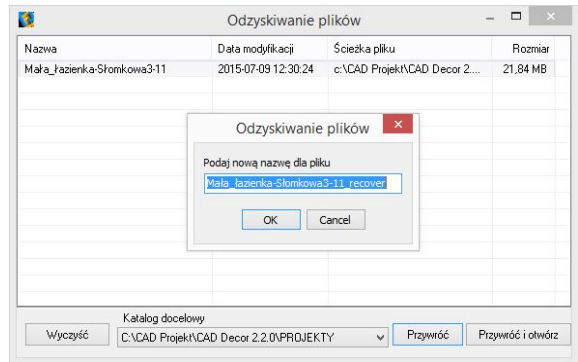 Odzyskiwanie plików
Nazwa Data modyfikacji Ścieżka pliku Rozmiar
Mała_łazienka-Słomkowa3-11 2015-07-09 12:30:24 c:\CAD Projekt\CAD Decor 2.... 21,84 MB
Odzyskiwanie plików
Podaj nową nazwę dla pliku
Mała_łazienka-Słomkowa3-11_recover
OK Cancel
Katalog docelowy
Wyczyść C:\CAD Projekt\CAD Decor 2.2.0\PROJEKTY Przywróć Przywróć i otwórz